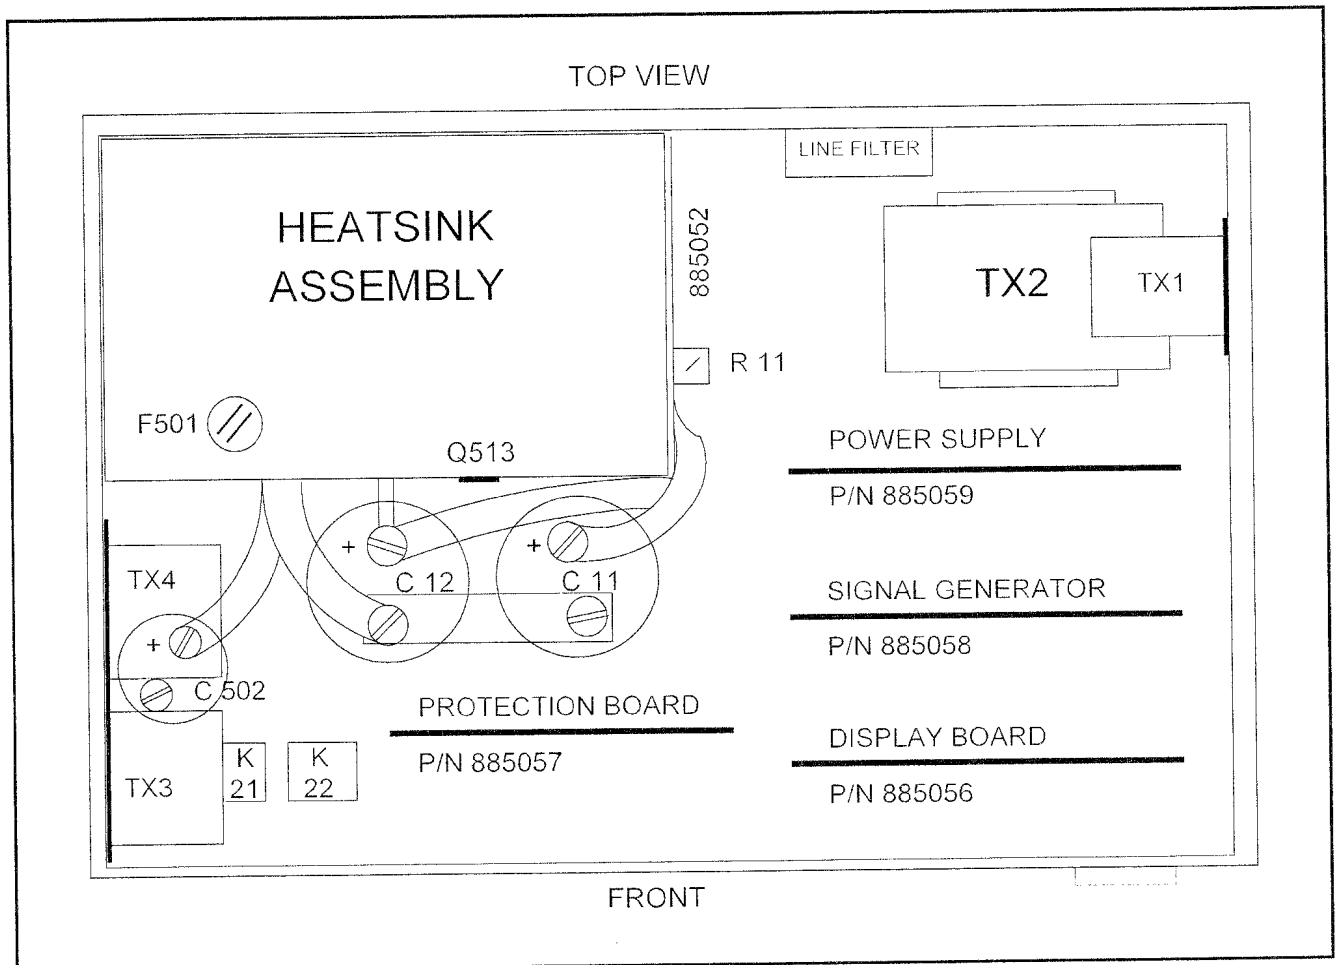 TOP VIEW
LINE FILTER
HEATSINK
ASSEMBLY
885052
TX2
TX1
R 11
F501
Q513
POWER SUPPLY
P/N 885059
+
+
TX4
C 12
C 11
SIGNAL GENERATOR
P/N 885058
+
C 502
PROTECTION BOARD
P/N 885057
DISPLAY BOARD
P/N 885056
TX3
K
21
K
22
FRONT